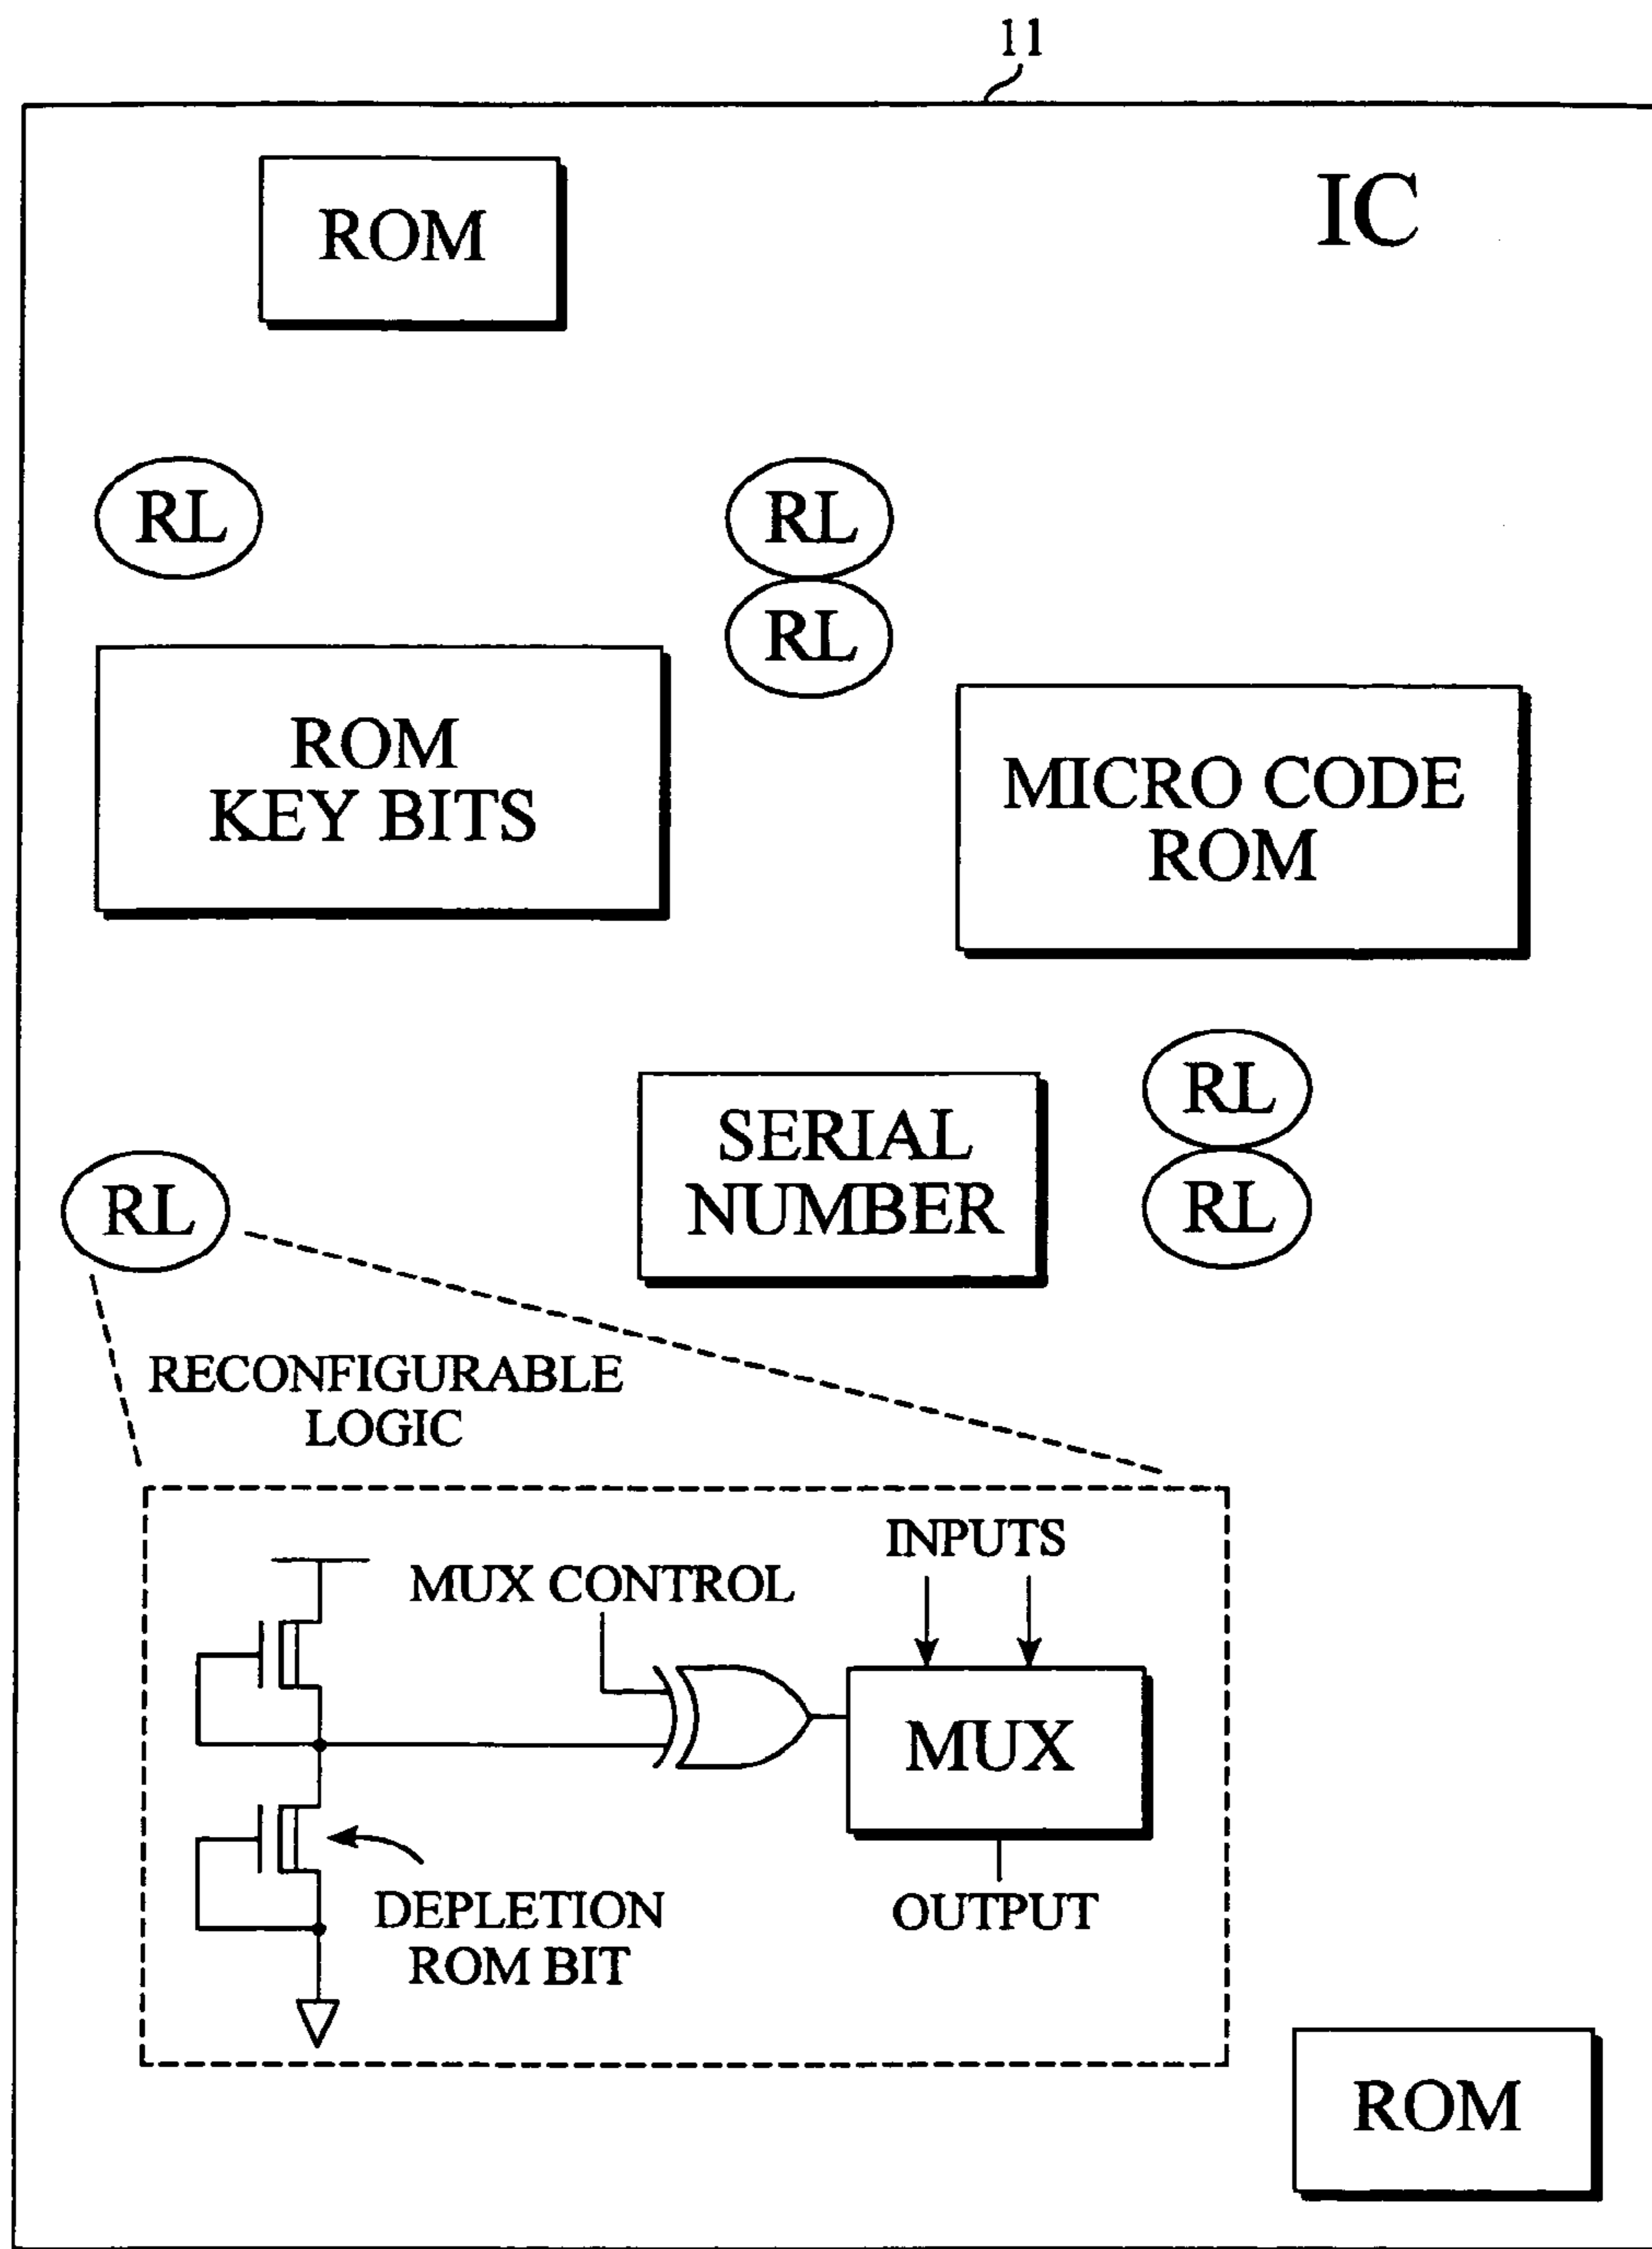 11
ROM
IC
RL
RL
RL
ROM
KEY BITS
MICRO CODE
ROM
SERIAL
NUMBER
RL
RL
RL
RECONFIGURABLE
LOGIC
INPUTS
MUX CONTROL
MUX
DEPLETION
ROM BIT
OUTPUT
ROM